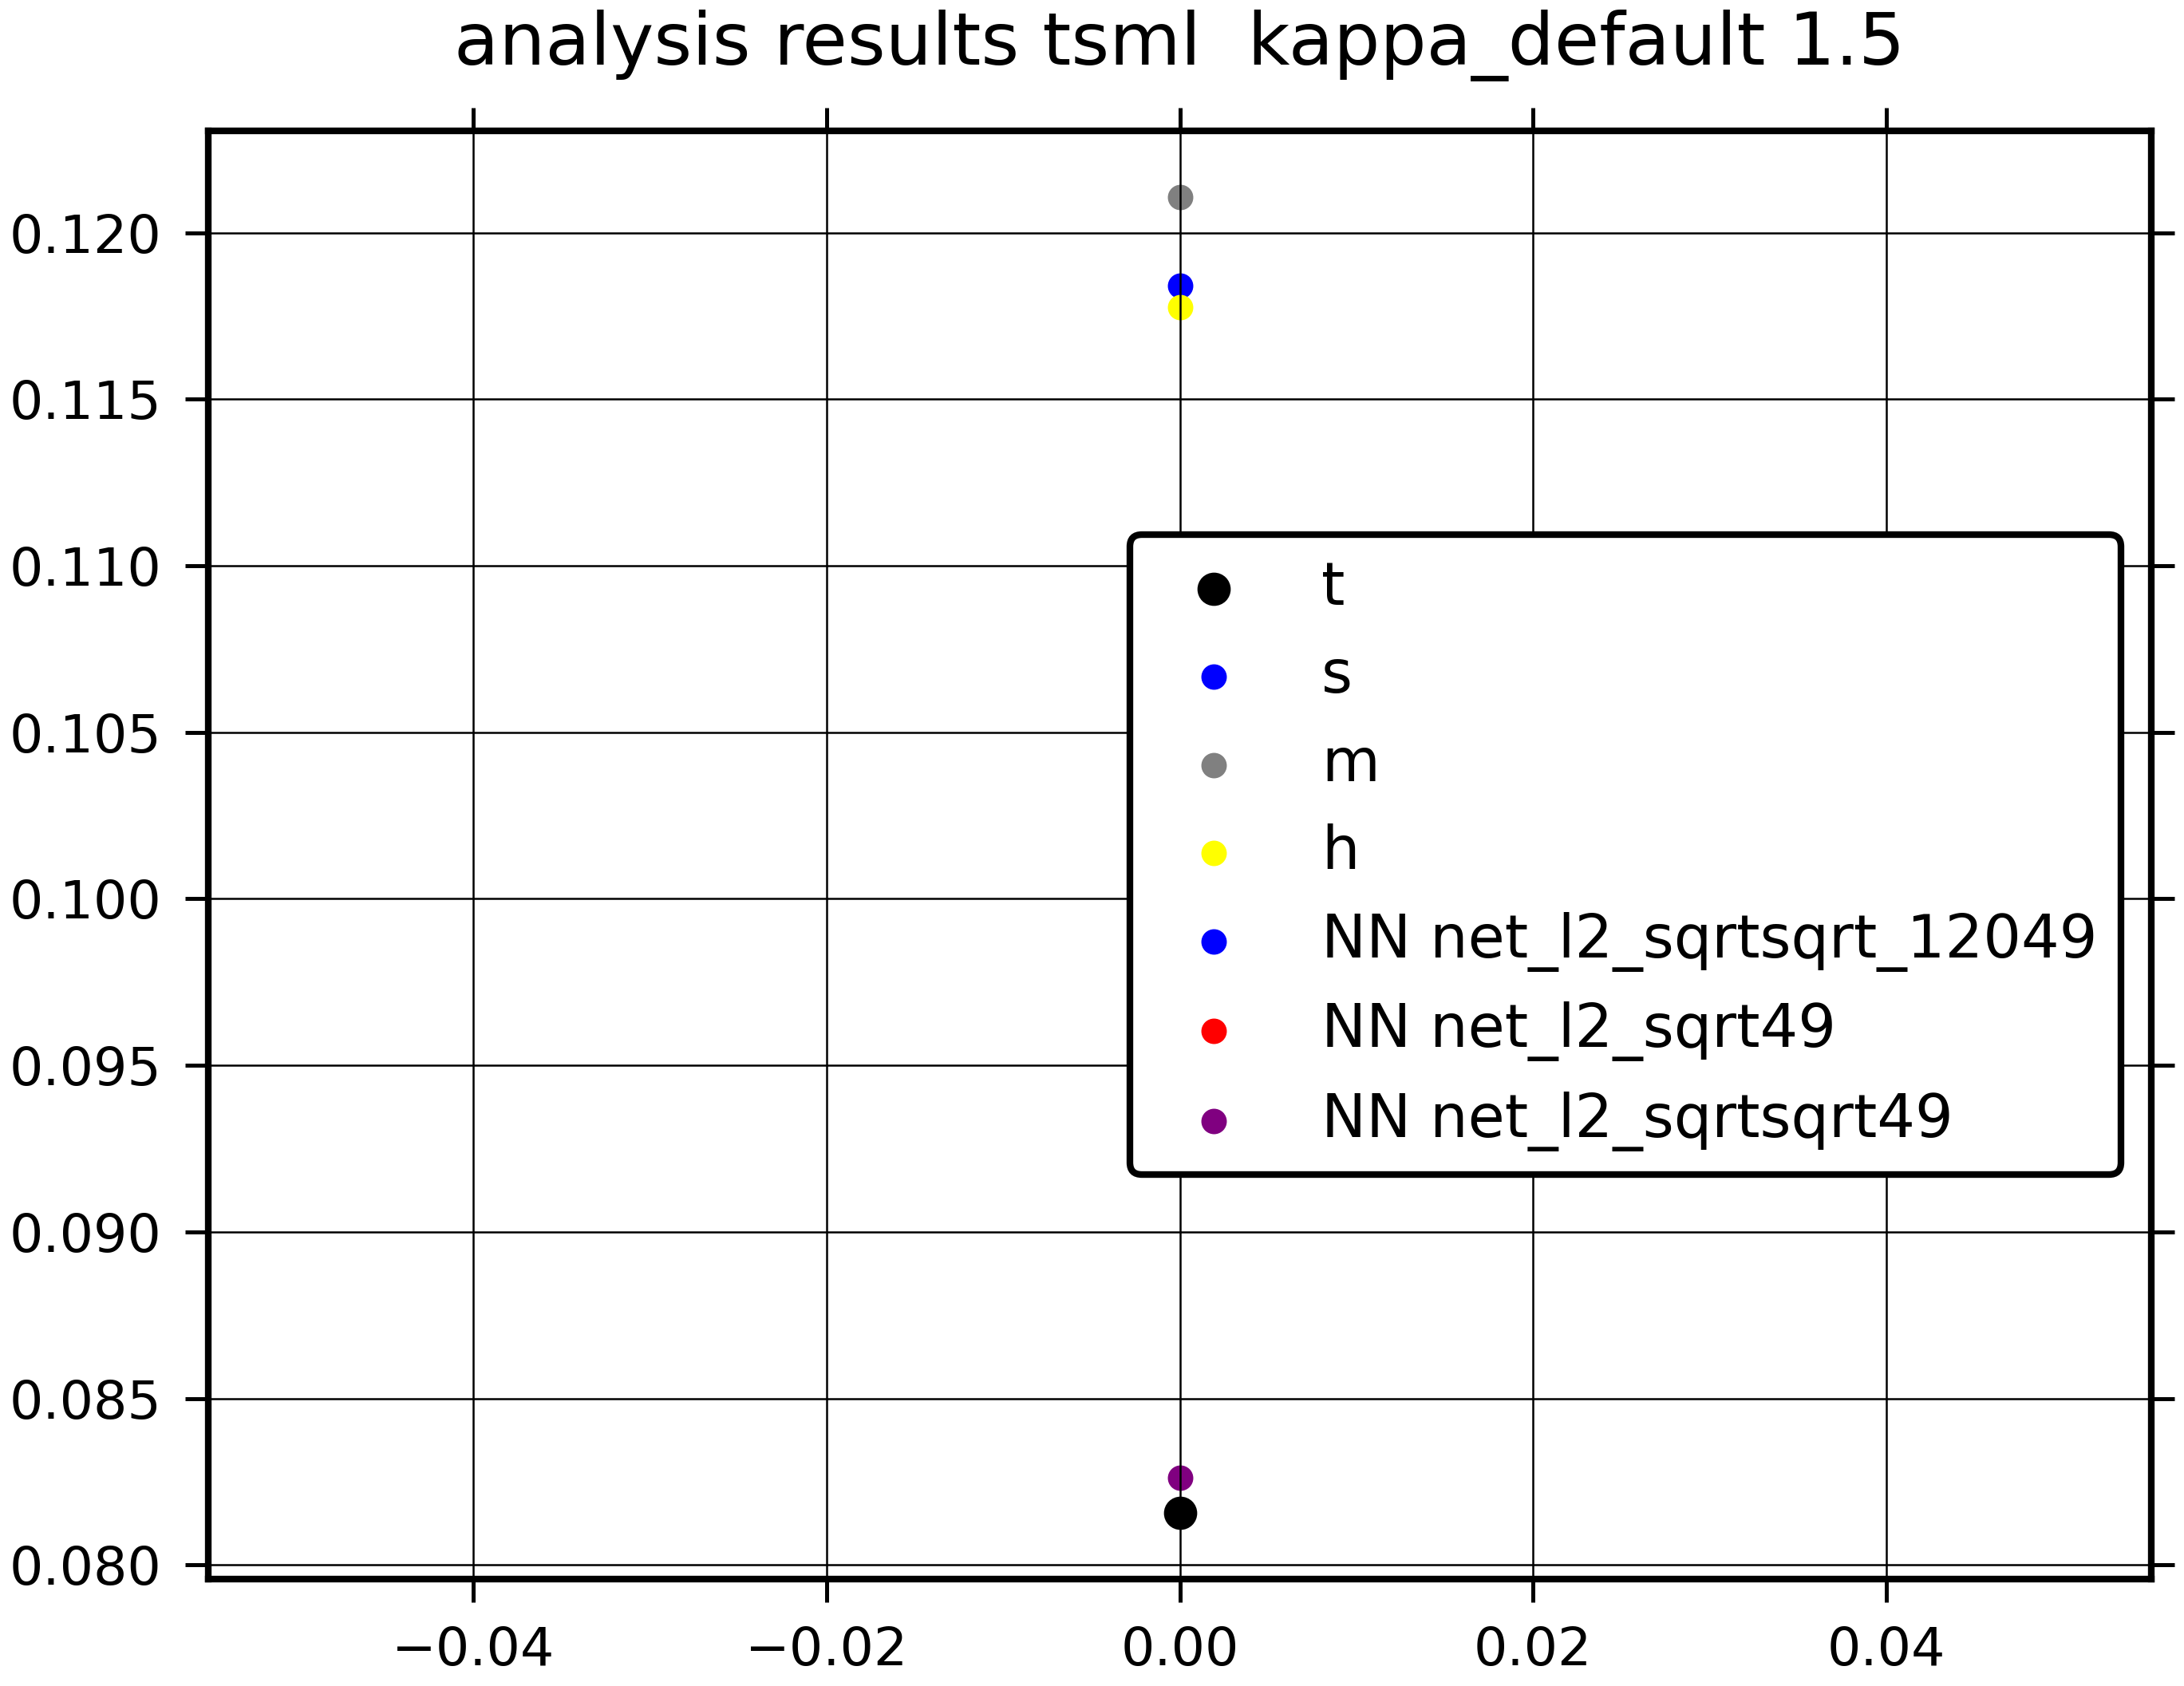 analysis results tsml  kappa_default 1.5
0.120
0.115
0.110
0.105
0.100
0.095
0.090
0.085
0.080
t
s
m
h
NN net_l2_sqrtsqrt_12049
NN net_l2_sqrt49
NN net_l2_sqrtsqrt49
−0.04 −0.02 0.00 0.02 0.04